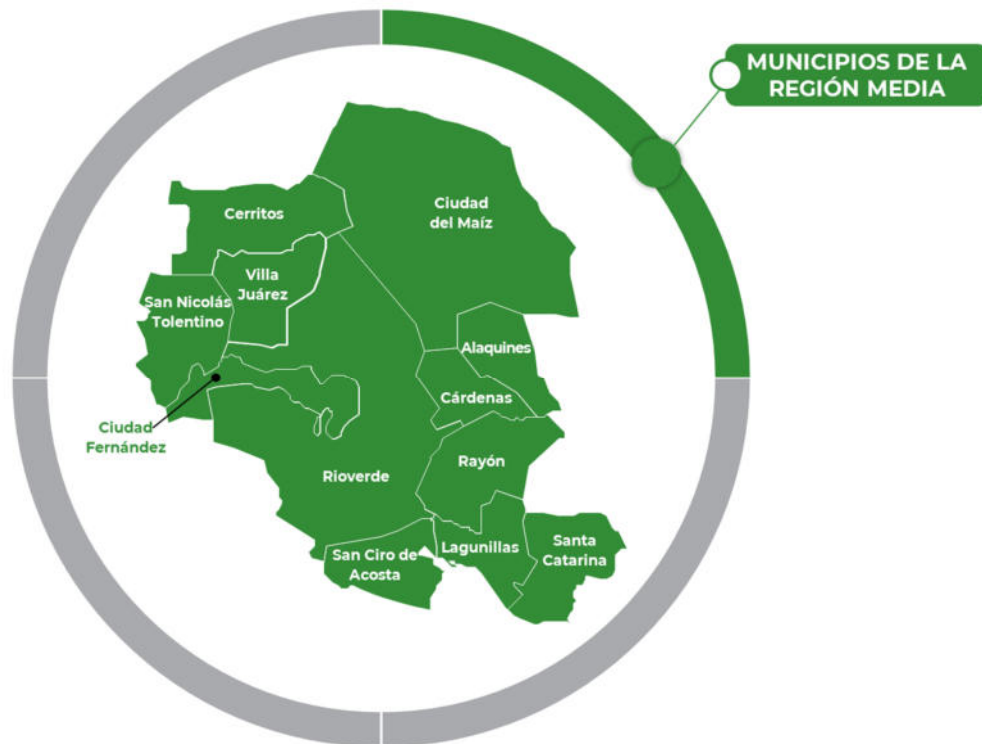 MUNICIPIOS DE LA
REGIÓN MEDIA
Ciudad
del Maíz
Cerritos
Villa
Juárez
San Nicolás
Tolentino
Alaquines
Cárdenas
Ciudad
Fernández
Rioverde
Rayón
San Ciro de
Acosta
Lagunillas
Santa
Catarina